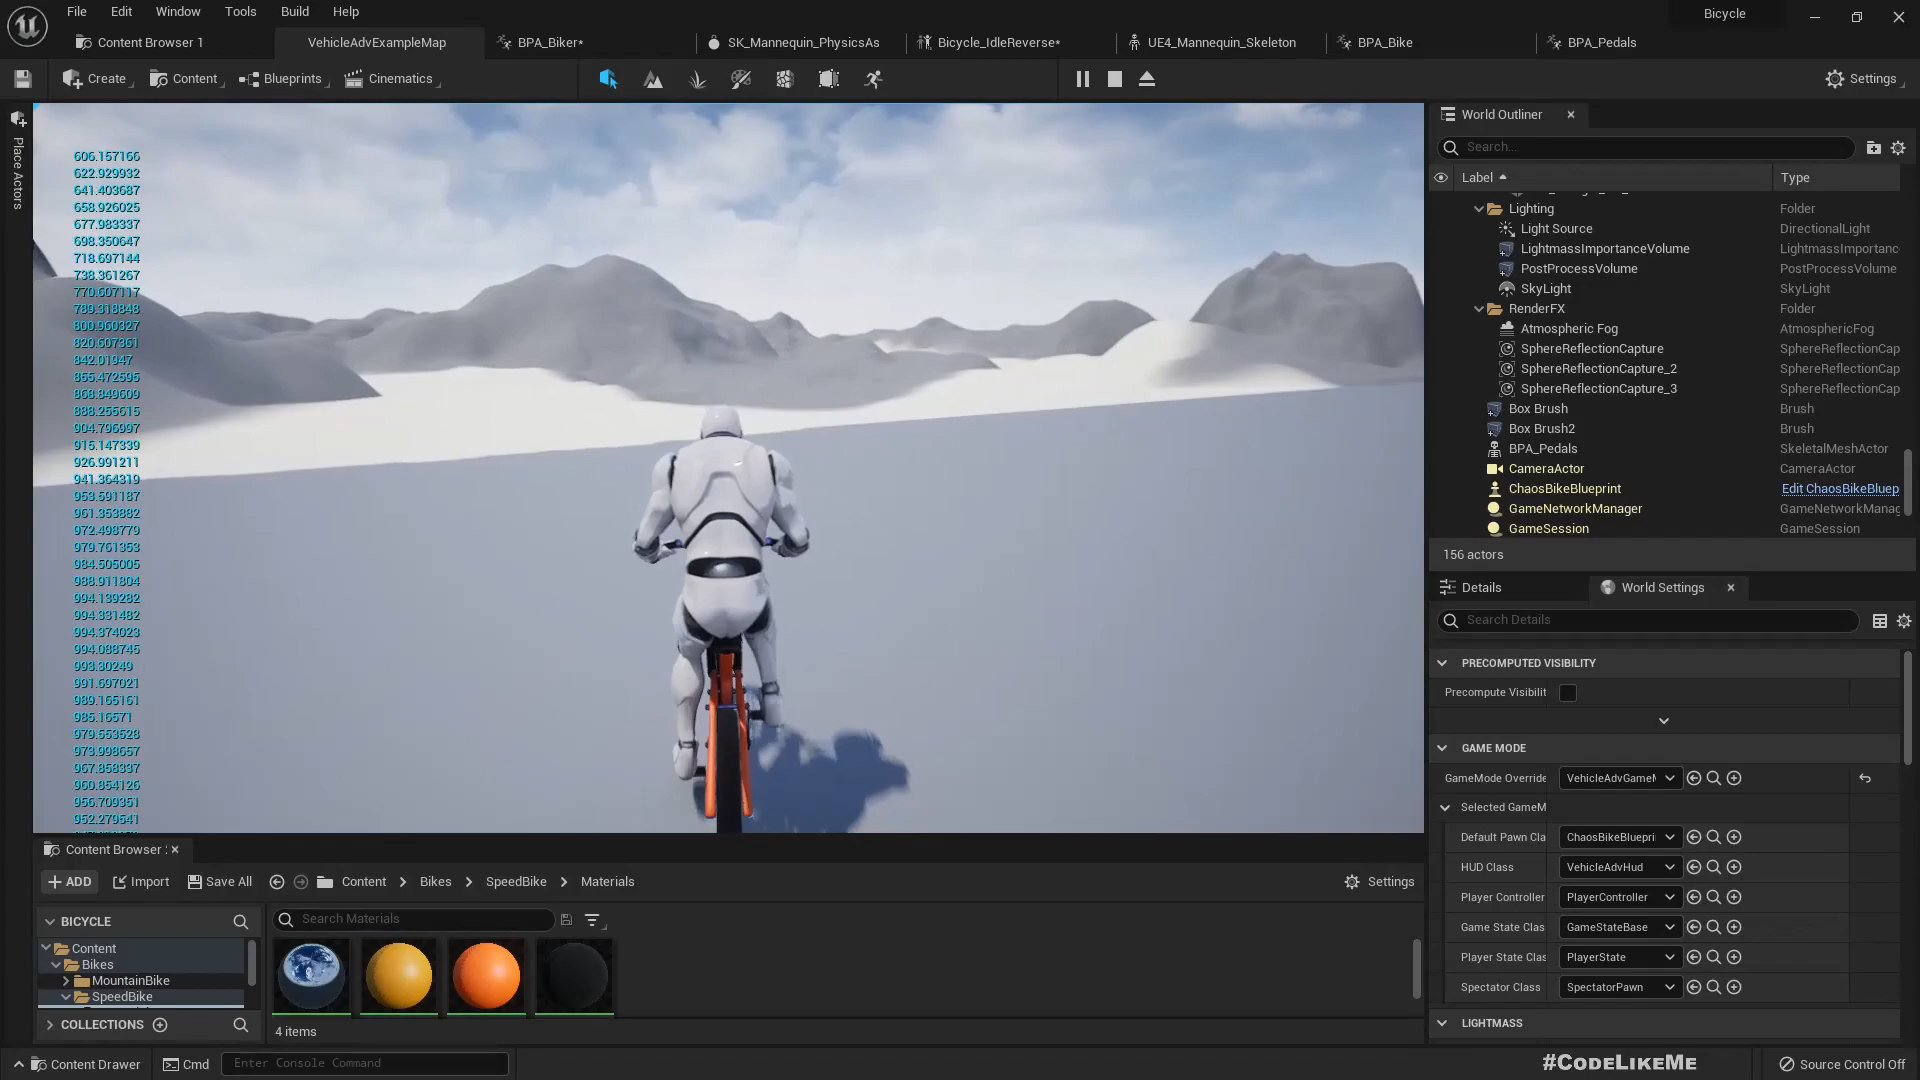 File Edit Window Tools Build Help
Bicycle
Content Browser 1
VehicleAdvExampleMap
BPA_Biker*
SK_Mannequin_PhysicsAs
Bicycle_IdleReverse*
UE4_Mannequin_Skeleton
BPA_Bike
BPA_Pedals
Create
Content
Blueprints
Cinematics
Settings
Place Actors
606.157166
622.929932
641.403687
658.926025
677.983337
698.350647
718.697144
738.361267
770.607117
789.318848
800.960327
820.607361
842.01947
855.472595
868.849609
888.255615
904.796997
915.147339
926.991211
941.364319
953.591187
961.353882
972.498779
979.761353
984.505005
988.911804
994.139282
994.331482
994.374023
994.088745
993.30249
991.697021
989.165161
985.16571
979.553528
973.998657
967.858337
960.854126
956.709351
952.279541
World Outliner
Search...
Label Type
Lighting Folder
Light Source DirectionalLight
LightmassImportanceVolume LightmassImportanc
PostProcessVolume PostProcessVolume
SkyLight SkyLight
RenderFX Folder
Atmospheric Fog AtmosphericFog
SphereReflectionCapture SphereReflectionCap
SphereReflectionCapture_2 SphereReflectionCap
SphereReflectionCapture_3 SphereReflectionCap
Box Brush Brush
Box Brush2 Brush
BPA_Pedals SkeletalMeshActor
CameraActor CameraActor
ChaosBikeBlueprint Edit ChaosBikeBluep
GameNetworkManager GameNetworkManag
GameSession GameSession
156 actors
Details
World Settings
Search Details
PRECOMPUTED VISIBILITY
Precompute Visibilit
GAME MODE
GameMode Override VehicleAdvGameM
Selected GameM
Default Pawn Cla ChaosBikeBluepri
HUD Class VehicleAdvHud
Player Controller PlayerController
Game State Clas GameStateBase
Player State Clas PlayerState
Spectator Class SpectatorPawn
LIGHTMASS
Content Browser
ADD
Import
Save All
Content
Bikes
SpeedBike
Materials
Settings
BICYCLE
Search Materials
Content
Bikes
MountainBike
SpeedBike
COLLECTIONS
4 items
Content Drawer
Cmd
Enter Console Command
#CODELIKEME
Source Control Off